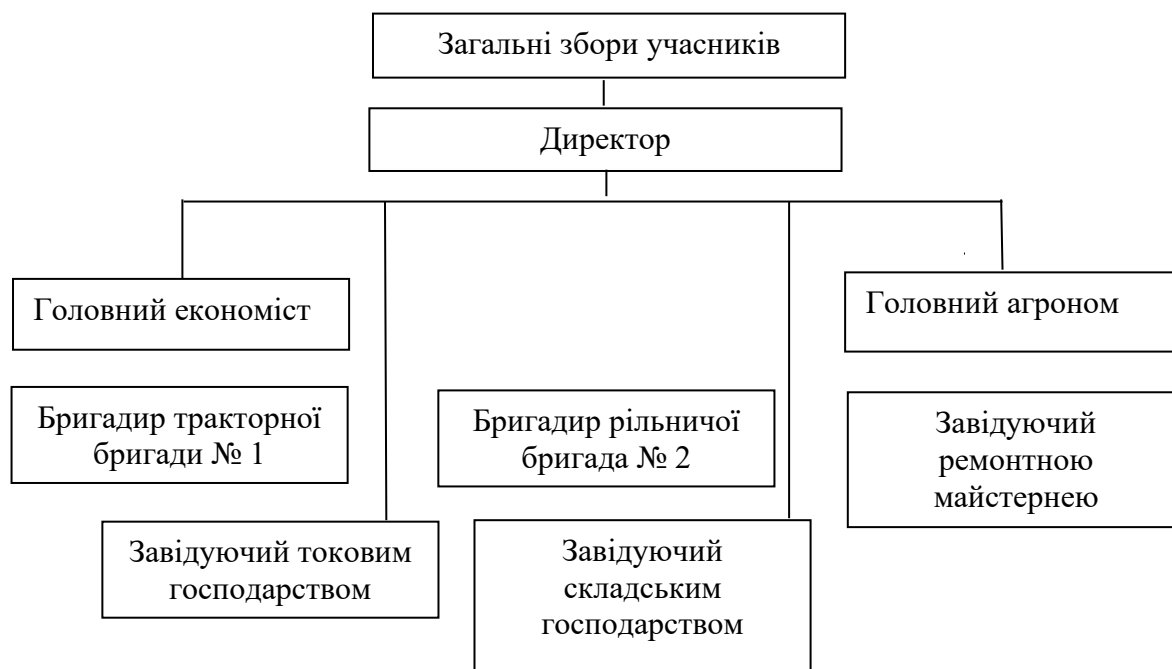 Загальні збори учасників
Директор
Головний економіст
Головний агроном
Бригадир тракторної
бригади № 1
Бригадир рільничої
бригада № 2
Завідуючий
ремонтною
майстернею
Завідуючий токовим
господарством
Завідуючий
складським
господарством